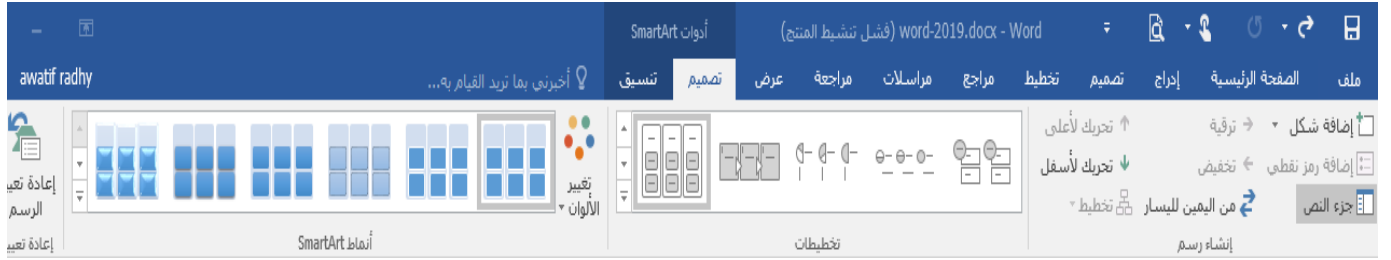 word-2019.docx - Word (فشل تنشيط المنتج)
أدوات SmartArt
ملف
الصفحة الرئيسية
إدراج
تصميم
تخطيط
مراجع
مراسلات
مراجعة
عرض
تصميم
تنسيق
أخبرني بما تريد القيام به...
awatif radhy
إضافة شكل
ترقية
تحريك لأعلى
إضافة رمز نقطي
تخفيض
تحريك لأسفل
جزء النص
من اليمين لليسار
تخطيط
إنشاء رسم
تخطيطات
تغيير
الألوان
أنماط SmartArt
إعادة تعيي
الرسم
إعادة تعيي